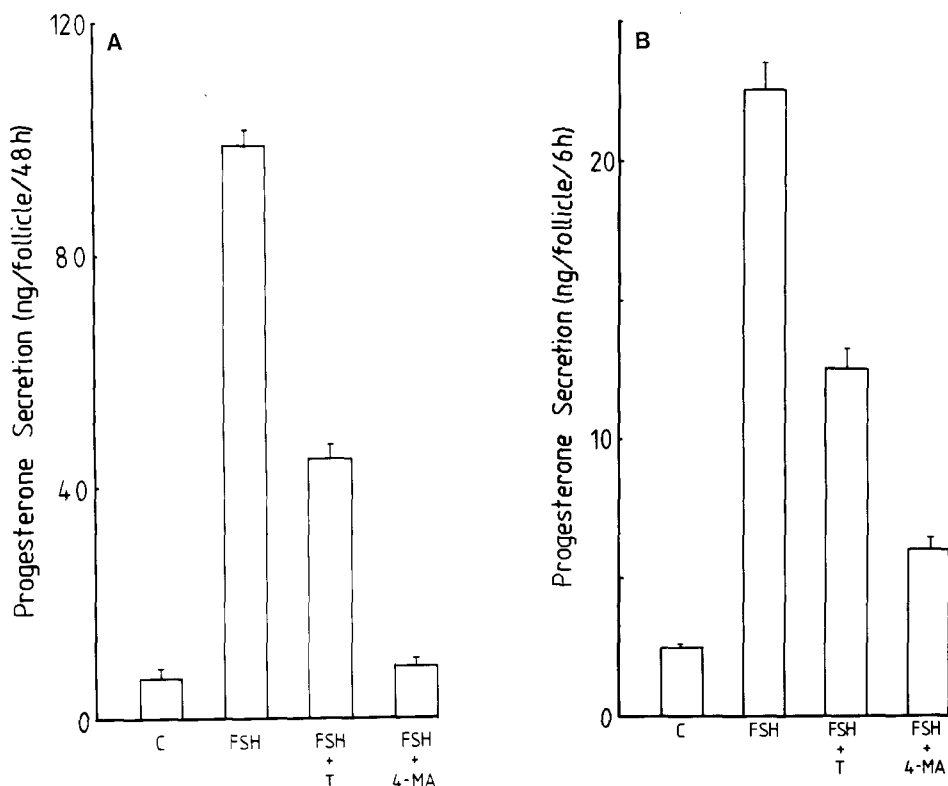 A
Progesterone Secretion (ng/follicle/48h)
120
80
40
0
C
FSH
FSH
+
T
FSH
+
4-MA
B
Progesterone Secretion (ng/follicle/6h)
20
10
0
C
FSH
FSH
+
T
FSH
+
4-MA